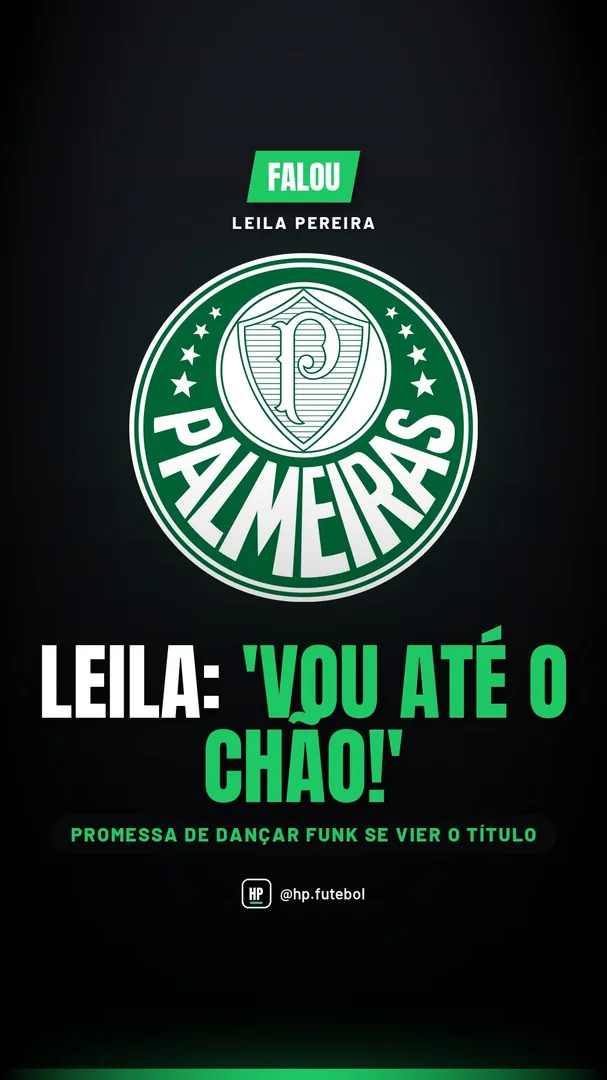 FALOU
LEILA PEREIRA
P
PALMEIRAS
LEILA: 'VOU ATÉ O
CHÃO!'
PROMESSA DE DANÇAR FUNK SE VIER O TÍTULO
HP @hp.futebol